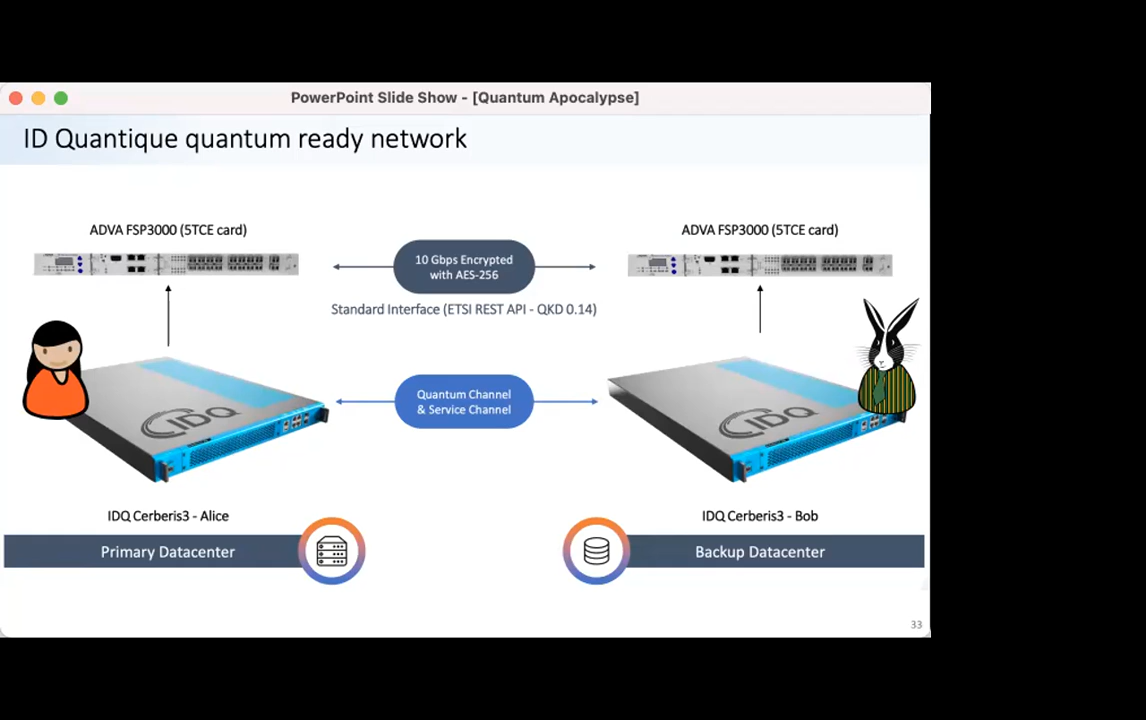 PowerPoint Slide Show - [Quantum Apocalypse]
ID Quantique quantum ready network
ADVA FSP3000 (5TCE card)
ADVA FSP3000 (5TCE card)
10 Gbps Encrypted
with AES-256
Standard Interface (ETSI REST API - QKD 0.14)
Quantum Channel
& Service Channel
IDQ
IDQ
IDQ Cerberis3 - Alice
IDQ Cerberis3 - Bob
Primary Datacenter
Backup Datacenter
33